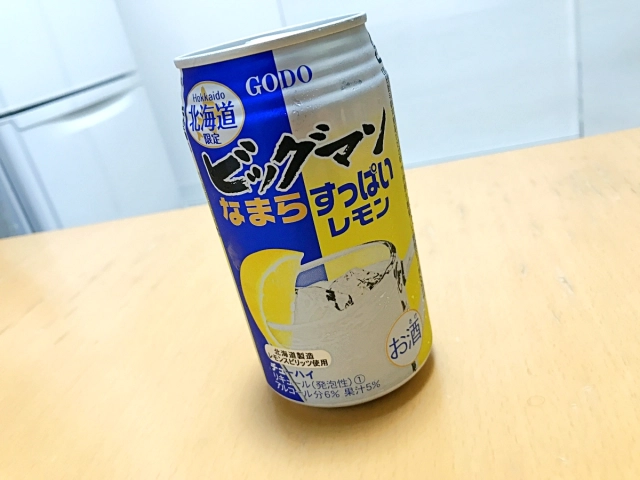 GODO
Hokkaido
北海道
限定
ビッグマン
なまらすっぱい
レモン
お酒
北海道製造
レモンスピリッツ使用
チューハイ
リキュール(発泡性)①
アルコール分6% 果汁5%